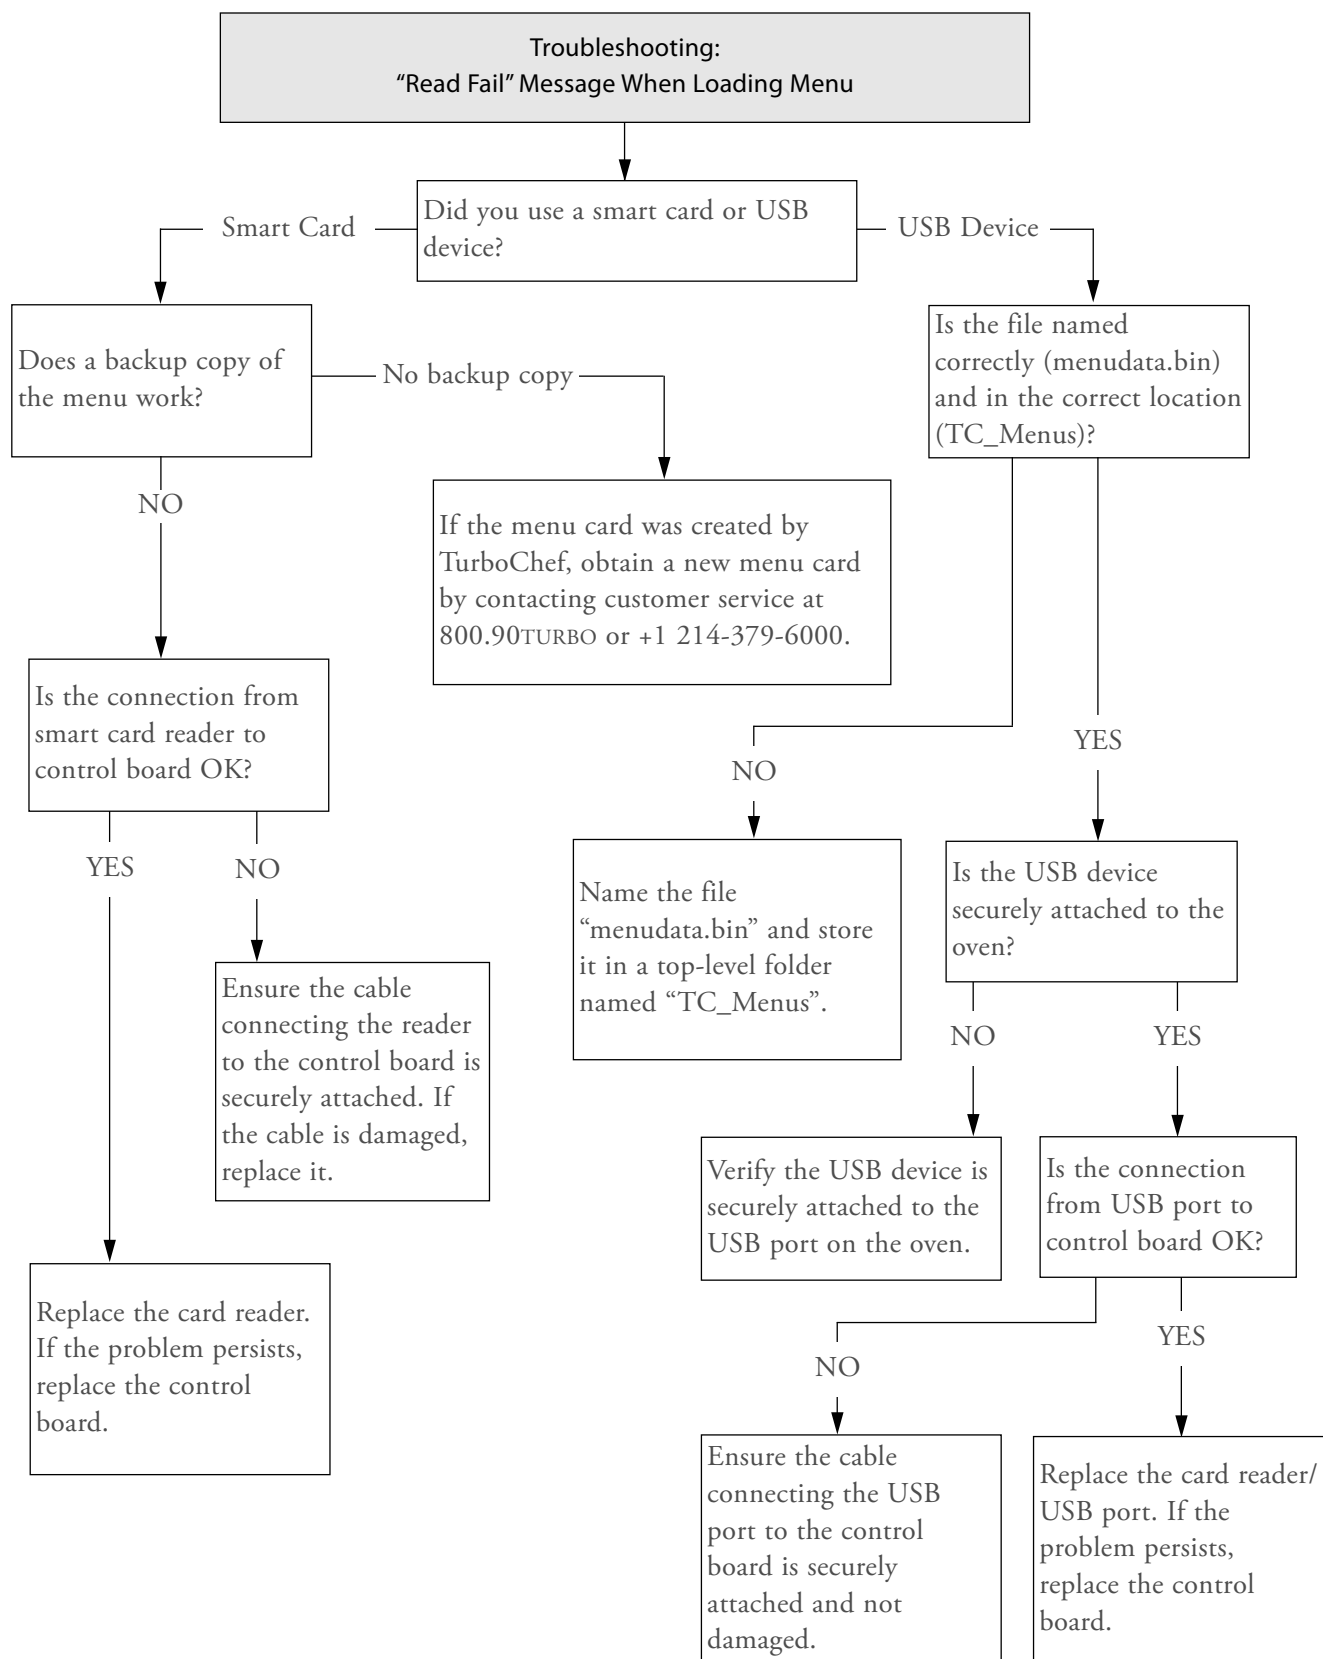 Troubleshooting:
“Read Fail” Message When Loading Menu
Did you use a smart card or USB
device?
Smart Card
USB Device
Does a backup copy of
the menu work?
No backup copy
Is the file named
correctly (menudata.bin)
and in the correct location
(TC_Menus)?
NO
If the menu card was created by
TurboChef, obtain a new menu card
by contacting customer service at
800.90TURBO or +1 214-379-6000.
Is the connection from
smart card reader to
control board OK?
NO
YES
YES
NO
Name the file
“menudata.bin” and store
it in a top-level folder
named “TC_Menus”.
Is the USB device
securely attached to the
oven?
Ensure the cable
connecting the reader
to the control board is
securely attached. If
the cable is damaged,
replace it.
NO
YES
Verify the USB device is
securely attached to the
USB port on the oven.
Is the connection
from USB port to
control board OK?
Replace the card reader.
If the problem persists,
replace the control
board.
NO
YES
Ensure the cable
connecting the USB
port to the control
board is securely
attached and not
damaged.
Replace the card reader/
USB port. If the
problem persists,
replace the control
board.